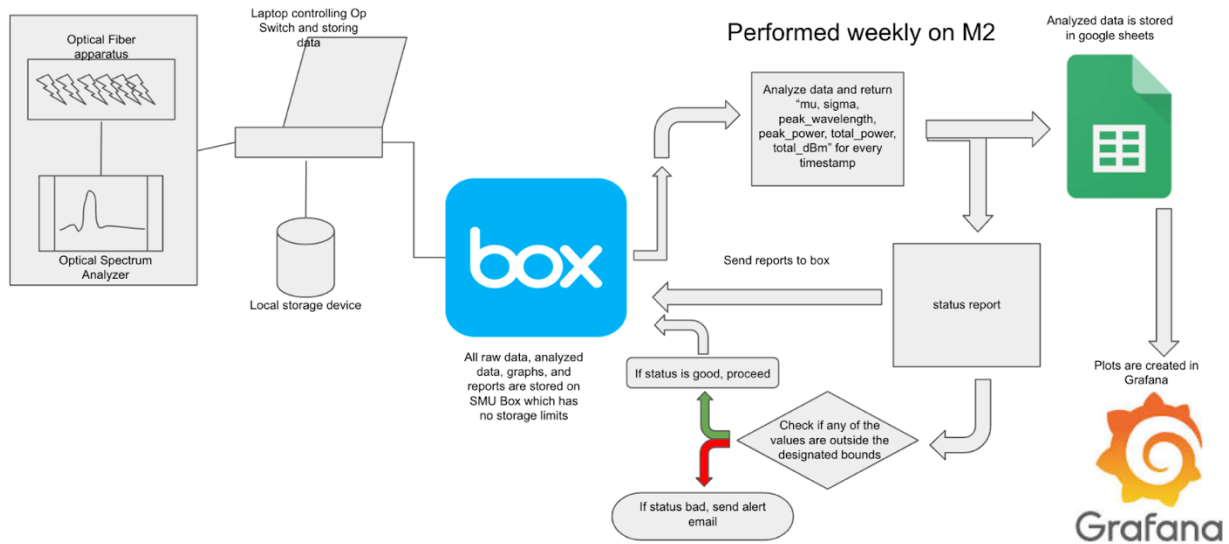 Optical Fiber
apparatus
Optical Spectrum
Analyzer
Laptop controlling Op
Switch and storing
data
Local storage device
box
All raw data, analyzed
data, graphs, and
reports are stored on
SMU Box which has
no storage limits
Performed weekly on M2
Analyze data and return
“mu, sigma,
peak_wavelength,
peak_power, total_power,
total_dBm” for every
timestamp
Analyzed data is stored
in google sheets
Send reports to box
status report
If status is good, proceed
Check if any of the
values are outside the
designated bounds
If status bad, send alert
email
Plots are created in
Grafana
Grafana